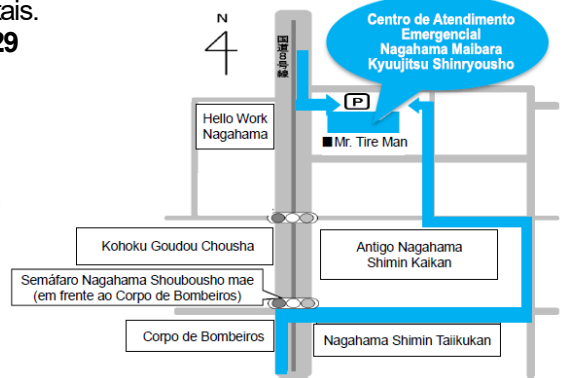 tais.
29
N
国道8号線
Centro de Atendimento
Emergencial
Nagahama Maibara
Kyuujitsu Shinryousho
P
Hello Work
Nagahama
■Mr. Tire Man
Kohoku Goudou Chousha
Antigo Nagahama
Shimin Kaikan
Semáfaro Nagahama Shoubousho mae
(em frente ao Corpo de Bombeiros)
Corpo de Bombeiros
Nagahama Shimin Taiikukan